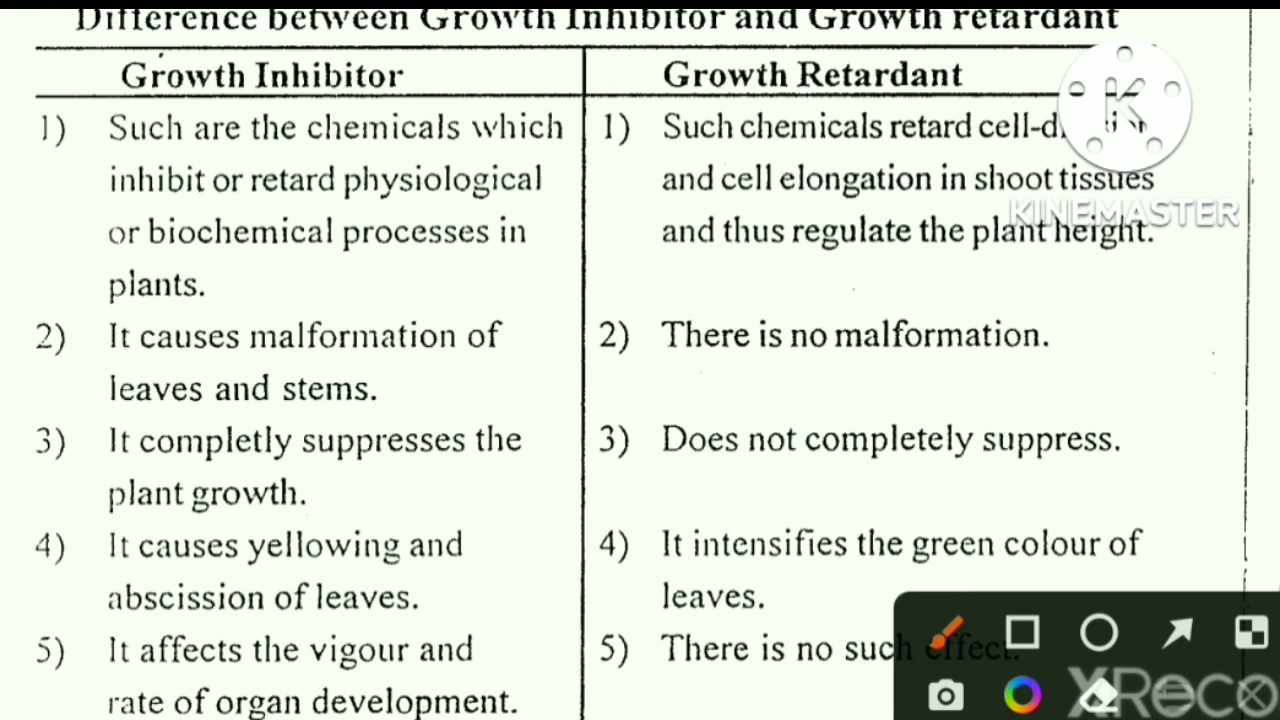 Difference between Growth Inhibitor and Growth retardant
Growth Inhibitor
Growth Retardant
1) Such are the chemicals which
inhibit or retard physiological
or biochemical processes in
plants.
1) Such chemicals retard
and cell elongation in shoot tissues
and thus regulate the plant height.
2) It causes malformation of
leaves and stems.
2) There is no malformation.
3) It completly suppresses the
plant growth.
3) Does not completely suppress.
4) It causes yellowing and
abscission of leaves.
4) It intensifies the green colour of
leaves.
5) It affects the vigour and
rate of organ development.
5) There is no such effect.
K
KINEMASTER
XReco